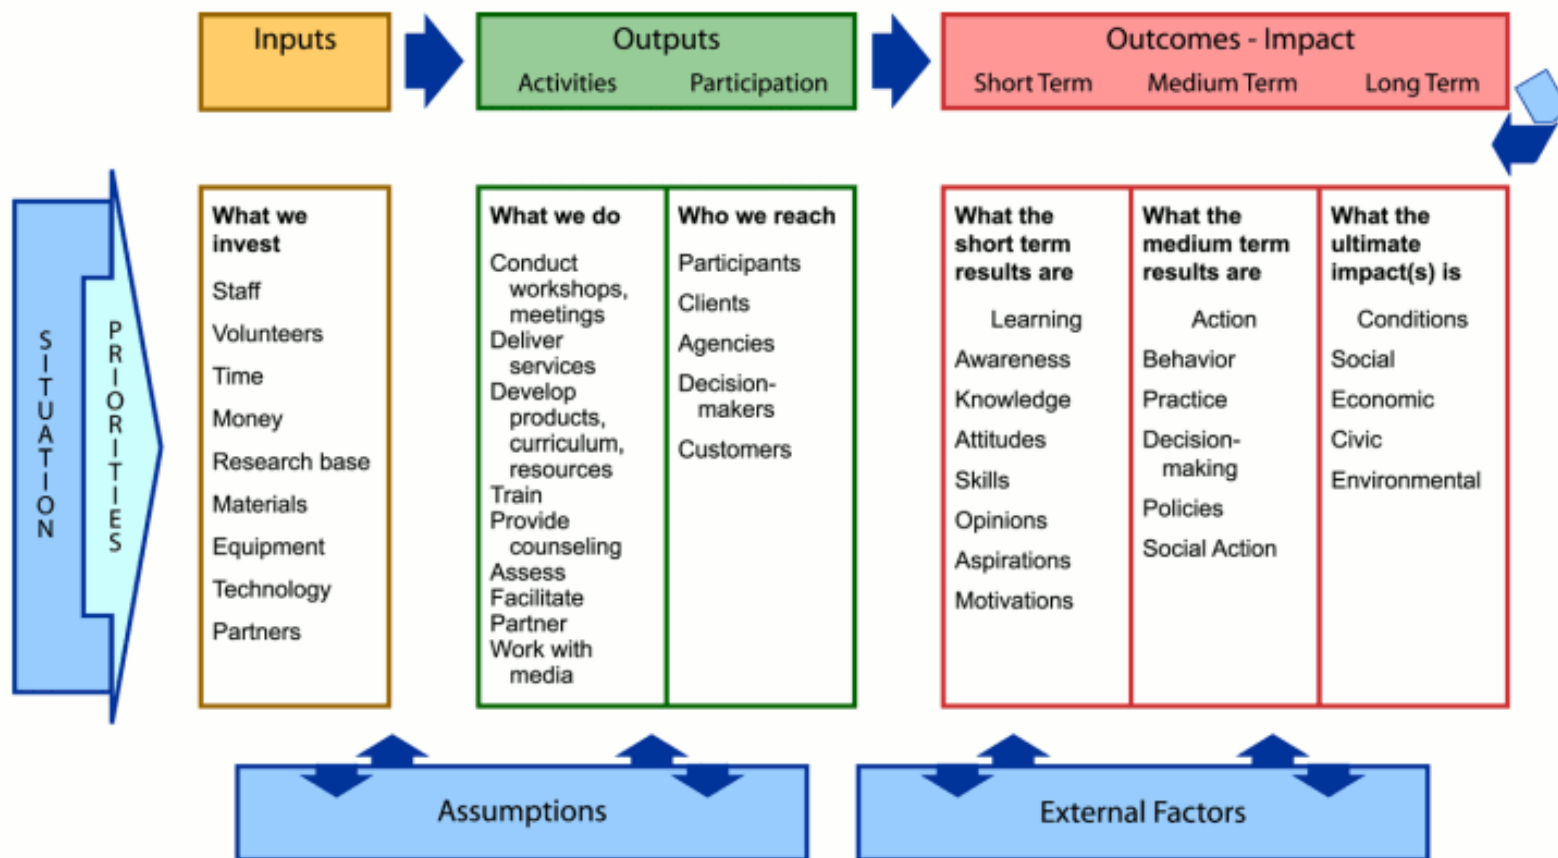 Inputs
Outputs
Activities
Participation
Outcomes - Impact
Short Term
Medium Term
Long Term
SITUATION
PRIORITIES
What we
invest
Staff
Volunteers
Time
Money
Research base
Materials
Equipment
Technology
Partners
What we do
Conduct
workshops,
meetings
Deliver
services
Develop
products,
curriculum,
resources
Train
Provide
counseling
Assess
Facilitate
Partner
Work with
media
Who we reach
Participants
Clients
Agencies
Decision-
makers
Customers
What the
short term
results are
Learning
Awareness
Knowledge
Attitudes
Skills
Opinions
Aspirations
Motivations
What the
medium term
results are
Action
Behavior
Practice
Decision-
making
Policies
Social Action
What the
ultimate
impact(s) is
Conditions
Social
Economic
Civic
Environmental
Assumptions
External Factors